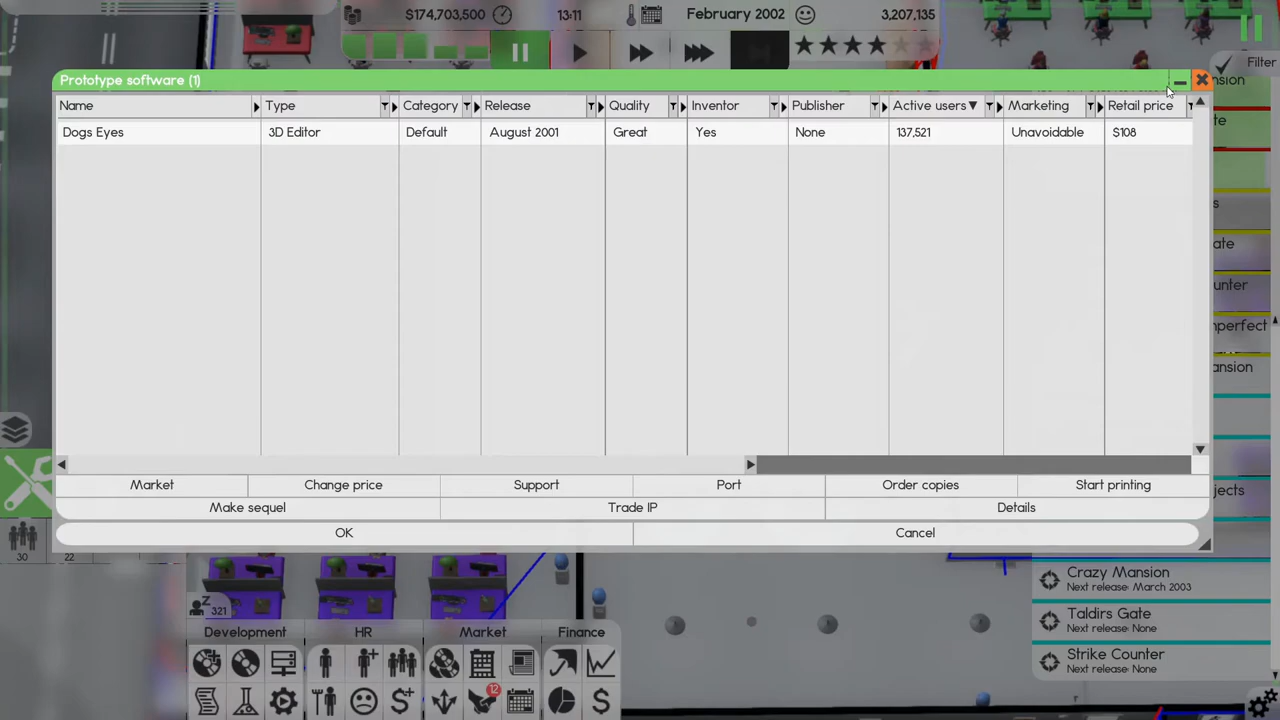 $174,703,500 13:11 February 2002 3,207,135
Filter
Prototype software (1)
Name Type Category Release Quality Inventor Publisher Active users Marketing Retail price
Dogs Eyes 3D Editor Default August 2001 Great Yes None 137,521 Unavoidable $108
Market Change price Support Port Order copies Start printing
Make sequel Trade IP Details
OK Cancel
30 22
Crazy Mansion
Next release: March 2003
Z 321
Taldirs Gate
Next release: None
Development HR Market Finance
Strike Counter
Next release: None
12